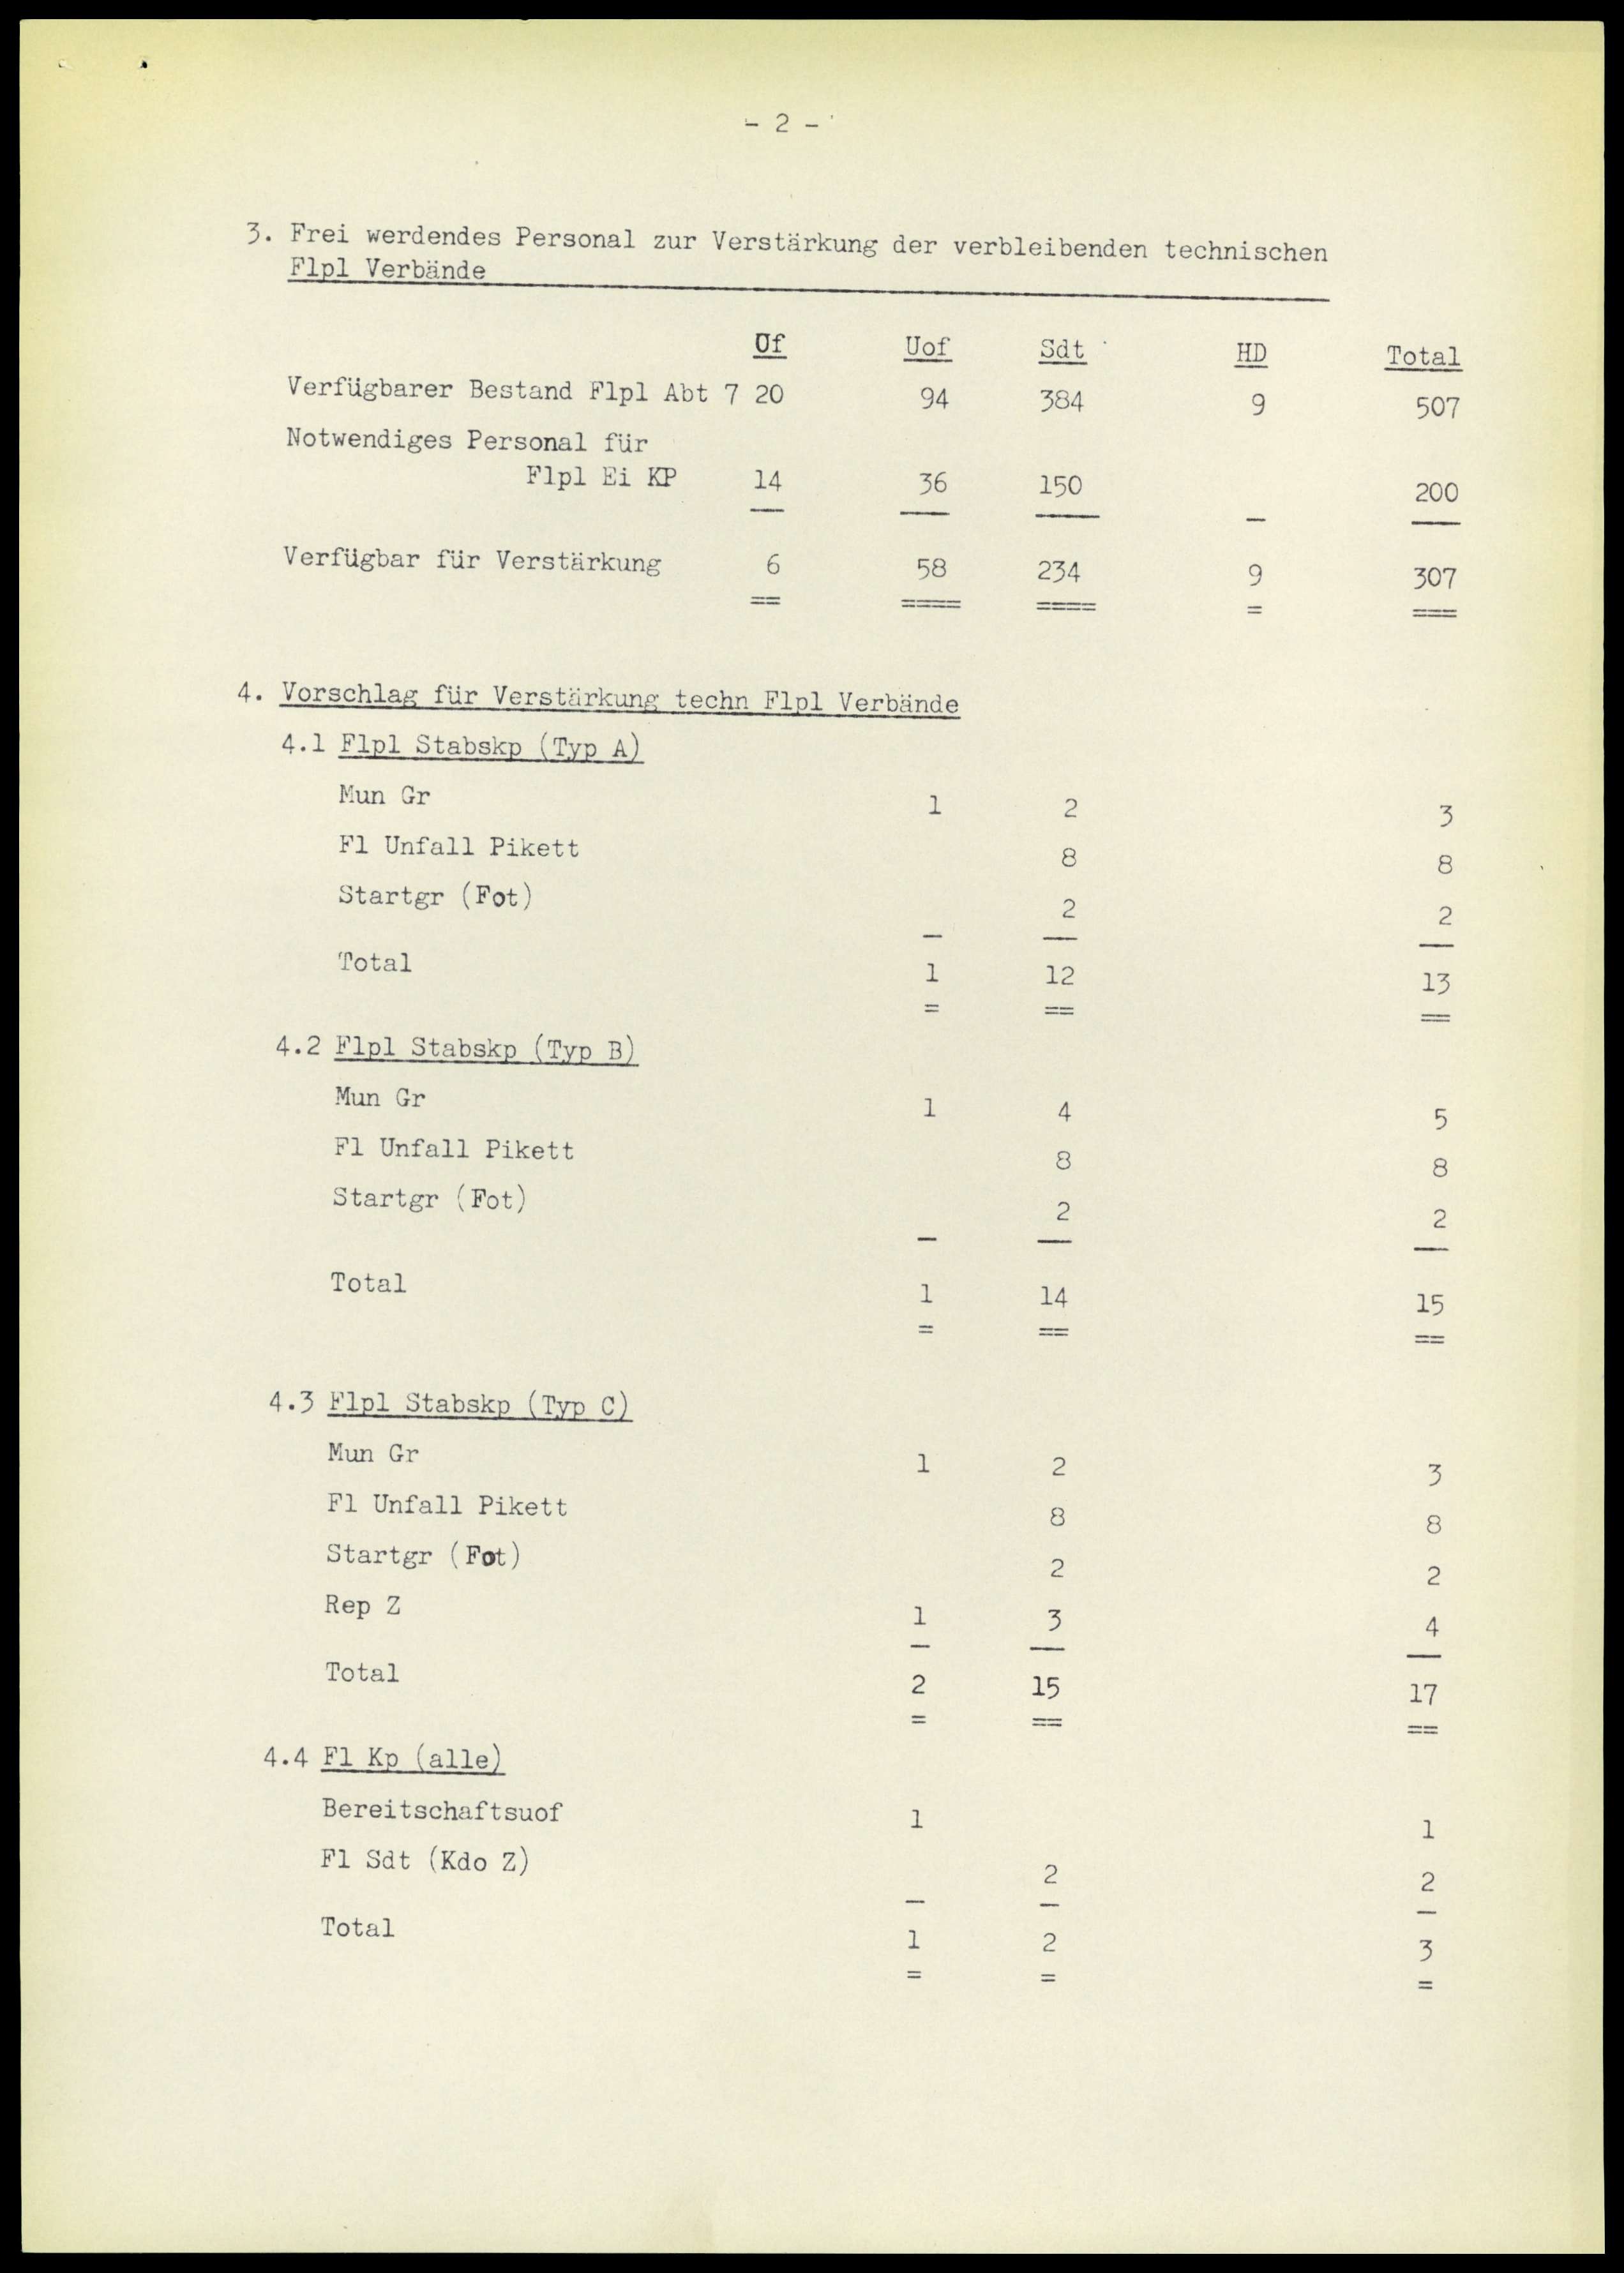 - 2 -
3. Frei werdendes Personal zur Verstärkung der verbleibenden technischen
Flpl Verbände
Of Uof Sdt HD Total
Verfügbarer Bestand Flpl Abt 7 20 94 384 9 507
Notwendiges Personal für
Flpl Ei KP 14 36 150 200
Verfügbar für Verstärkung 6 58 234 9 307
== ==== ==== = ===
4. Vorschlag für Verstärkung techn Flpl Verbände
4.1 Flpl Stabskp (Typ A)
Mun Gr 1 2 3
Fl Unfall Pikett 8 8
Startgr (Fot) 2 2
Total 1 12 13
= == ==
4.2 Flpl Stabskp (Typ B)
Mun Gr 1 4 5
Fl Unfall Pikett 8 8
Startgr (Fot) 2 2
Total 1 14 15
= == ==
4.3 Flpl Stabskp (Typ C)
Mun Gr 1 2 3
Fl Unfall Pikett 8 8
Startgr (Fot) 2 2
Rep Z 1 3 4
Total 2 15 17
= == ==
4.4 Fl Kp (alle)
Bereitschaftsuof 1 1
Fl Sdt (Kdo Z) 2 2
Total 1 2 3
= = =